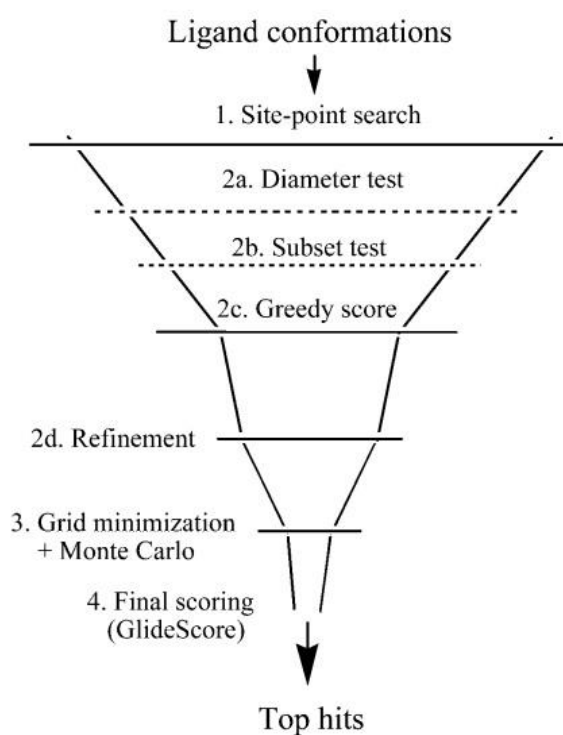 Ligand conformations
1. Site-point search
2a. Diameter test
2b. Subset test
2c. Greedy score
2d. Refinement
3. Grid minimization
+ Monte Carlo
4. Final scoring
(GlideScore)
Top hits